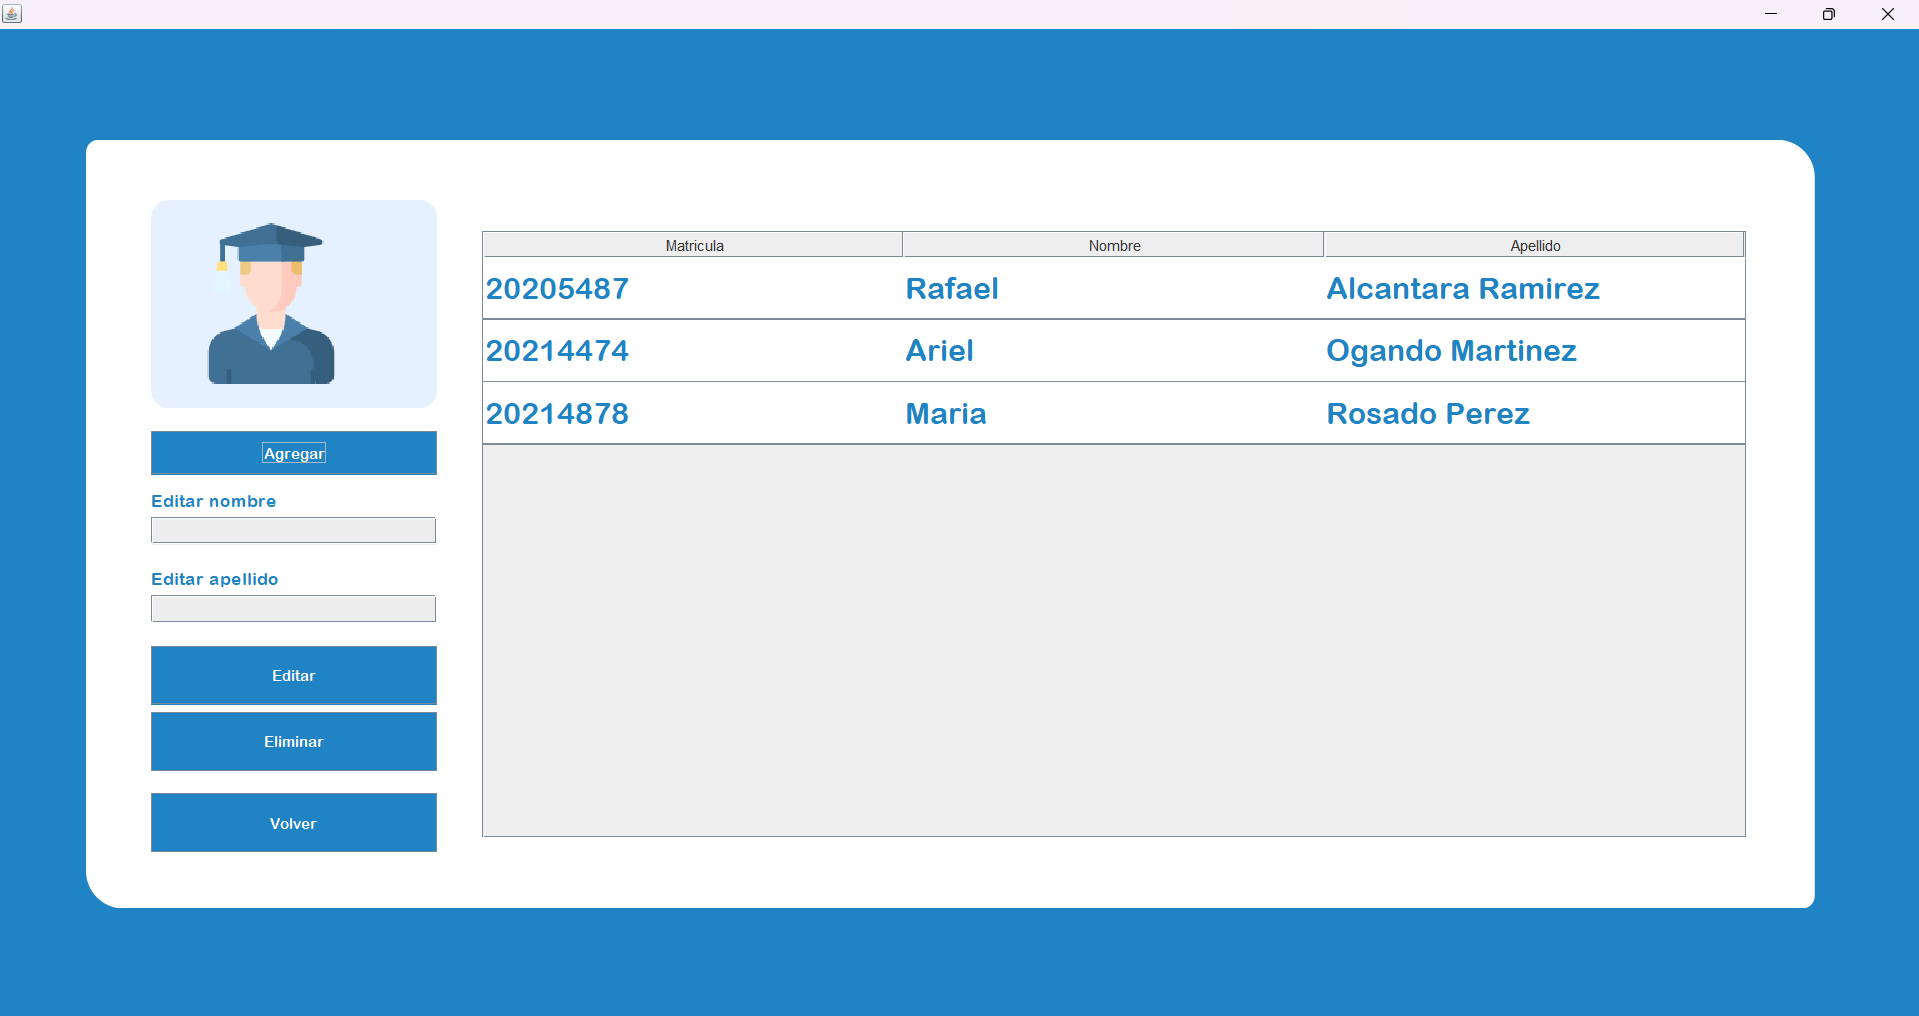 Matricula Nombre Apellido
20205487 Rafael Alcantara Ramirez
20214474 Ariel Ogando Martinez
20214878 Maria Rosado Perez
Agregar
Editar nombre
Editar apellido
Editar
Eliminar
Volver